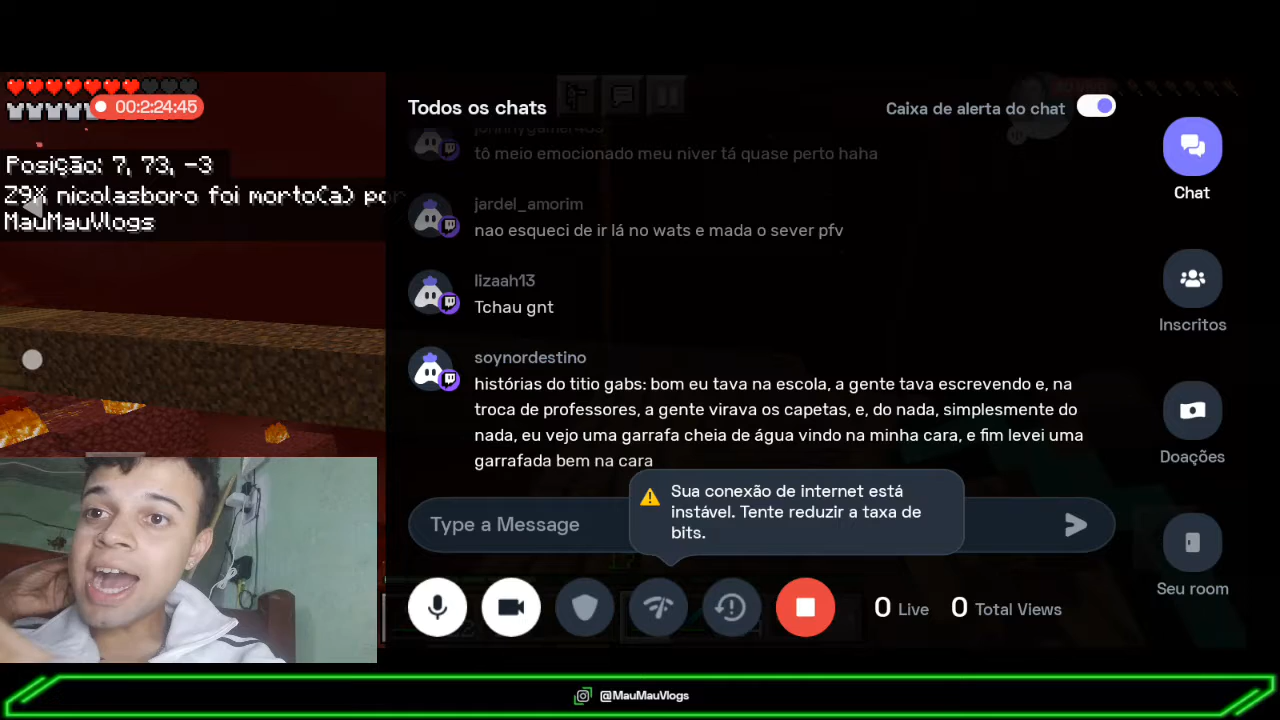 00:2:24:45
Posição: 7, 73, -3
Z9X nicolasboro foi morto(a) por
MauMauVlogs
Todos os chats
Caixa de alerta do chat
johnnygamer403
tô meio emocionado meu niver tá quase perto haha
jardel_amorim
nao esqueci de ir lá no wats e mada o sever pfv
lizaah13
Tchau gnt
soynordestino
histórias do titio gabs: bom eu tava na escola, a gente tava escrevendo e, na
troca de professores, a gente virava os capetas, e, do nada, simplesmente do
nada, eu vejo uma garrafa cheia de água vindo na minha cara, e fim levei uma
garrafada bem na cara
Sua conexão de internet está
instável. Tente reduzir a taxa de
bits.
Type a Message
0 Live 0 Total Views
Chat
Inscritos
Doações
Seu room
@MauMauVlogs